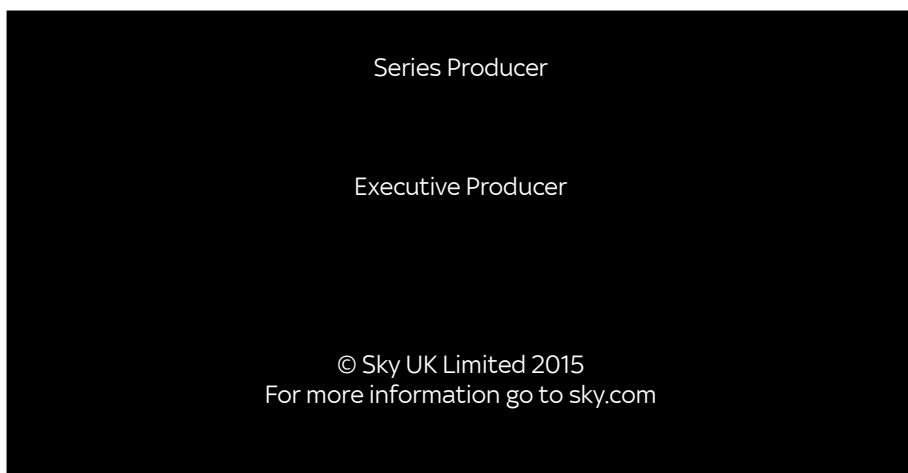 Series Producer
Executive Producer
© Sky UK Limited 2015
For more information go to sky.com